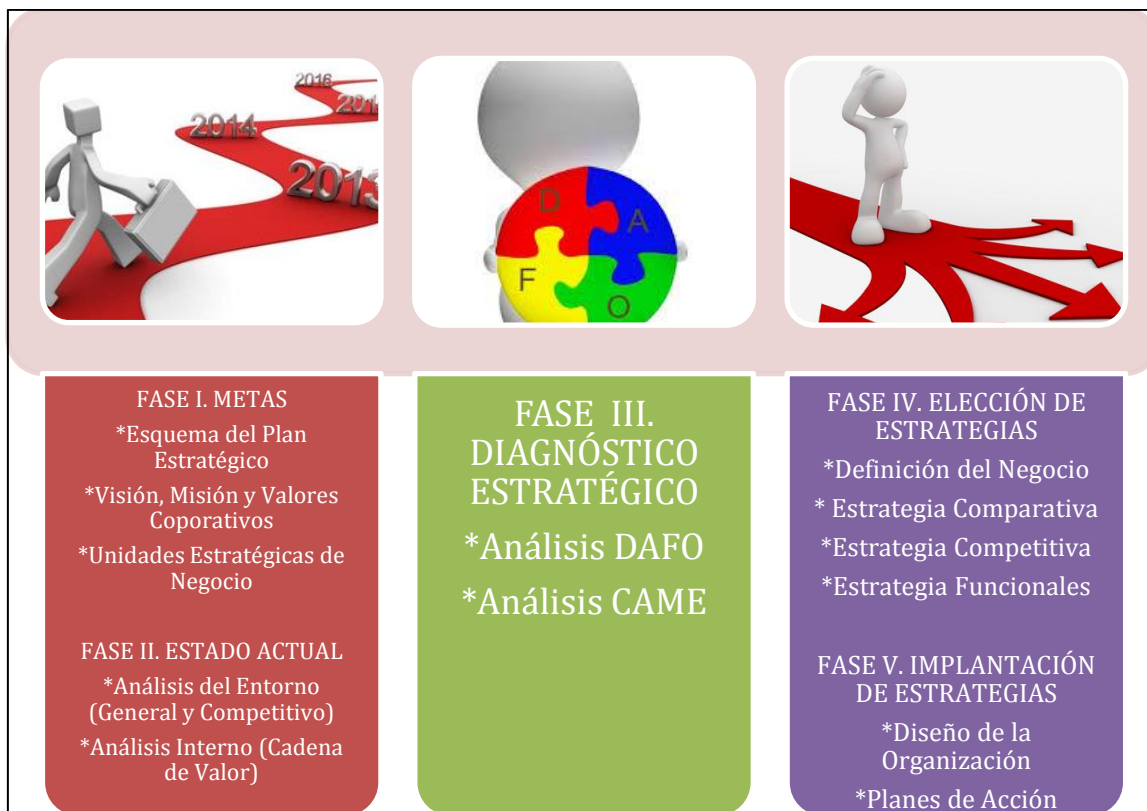 2016
201
2014
2013
D
A
F
O
FASE I. METAS
*Esquema del Plan
Estratégico
*Visión, Misión y Valores
Coporativos
*Unidades Estratégicas de
Negocio
FASE II. ESTADO ACTUAL
*Análisis del Entorno
(General y Competitivo)
*Análisis Interno (Cadena
de Valor)
FASE III.
DIAGNÓSTICO
ESTRATÉGICO
*Análisis DAFO
*Análisis CAME
FASE IV. ELECCIÓN DE
ESTRATEGIAS
*Definición del Negocio
* Estrategia Comparativa
*Estrategia Competitiva
*Estrategia Funcionales
FASE V. IMPLANTACIÓN
DE ESTRATEGIAS
*Diseño de la
Organización
*Planes de Acción